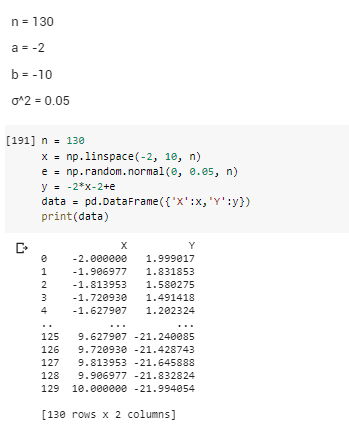 n = 130
a = -2
b = -10
σ^2 = 0.05
[191] n = 130
x = np.linspace(-2, 10, n)
e = np.random.normal(0, 0.05, n)
y = -2*x-2+e
data = pd.DataFrame({'X':x,'Y':y})
print(data)
X Y
0 -2.000000 1.999017
1 -1.906977 1.831853
2 -1.813953 1.580275
3 -1.720930 1.491418
4 -1.627907 1.202324
.. ... ...
125 9.627907 -21.240085
126 9.720930 -21.428743
127 9.813953 -21.645888
128 9.906977 -21.832824
129 10.000000 -21.994054
[130 rows x 2 columns]